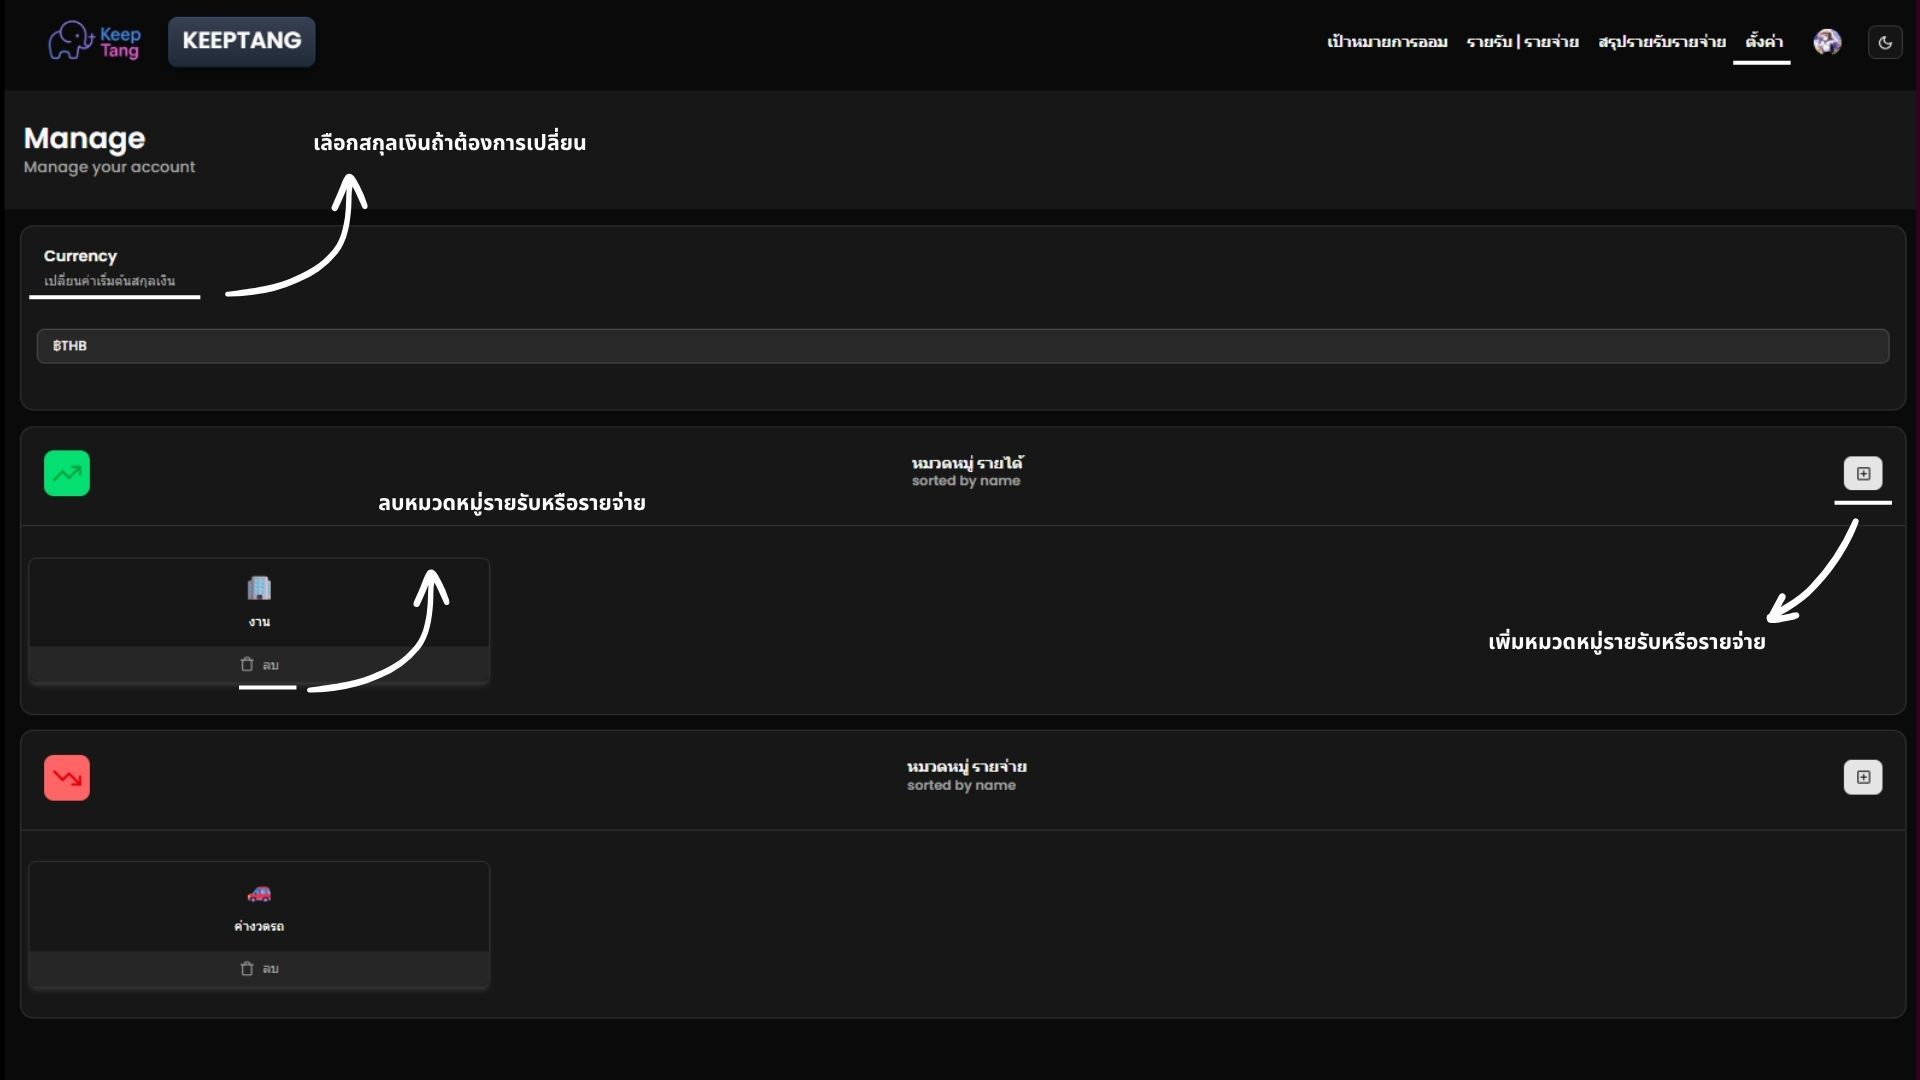 Keep
Tang
KEEPTANG
เป้าหมายการออม
รายรับ | รายจ่าย
สรุปรายรับรายจ่าย
ตั้งค่า
Manage
Manage your account
เลือกสกุลเงินถ้าต้องการเปลี่ยน
Currency
เปลี่ยนค่าเริ่มต้นสกุลเงิน
฿THB
หมวดหมู่ รายได้
sorted by name
ลบหมวดหมู่รายรับหรือรายจ่าย
งาน
ลบ
เพิ่มหมวดหมู่รายรับหรือรายจ่าย
หมวดหมู่ รายจ่าย
sorted by name
ค่างวดรถ
ลบ